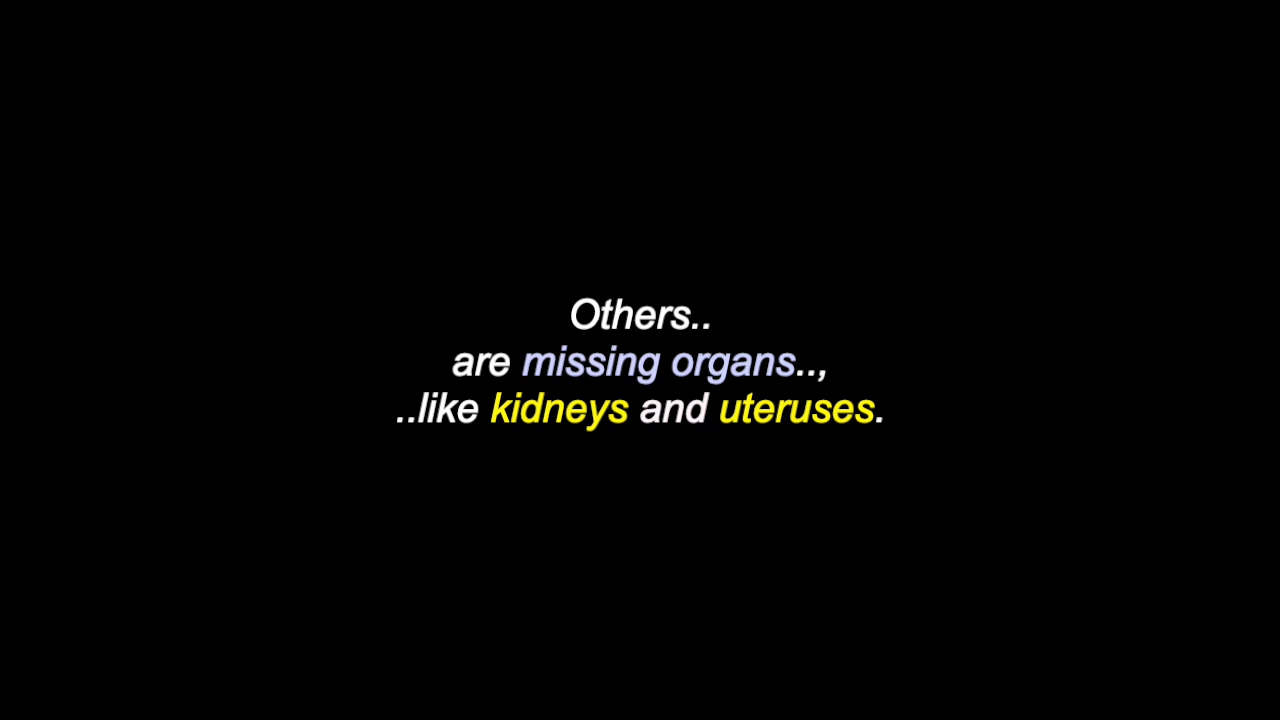 Others..
are missing organs..,
..like kidneys and uteruses.